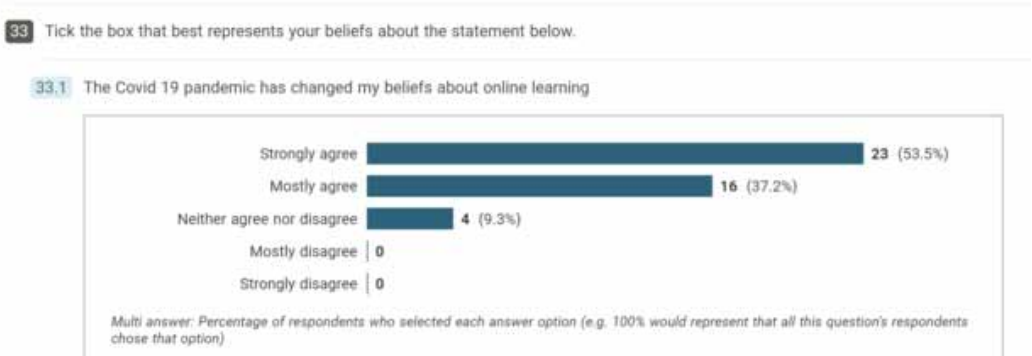 33 Tick the box that best represents your beliefs about the statement below.
33.1 The Covid 19 pandemic has changed my beliefs about online learning
Strongly agree 23 (53.5%)
Mostly agree 16 (37.2%)
Neither agree nor disagree 4 (9.3%)
Mostly disagree 0
Strongly disagree 0
Multi answer: Percentage of respondents who selected each answer option (e.g. 100% would represent that all this question's respondents
chose that option)